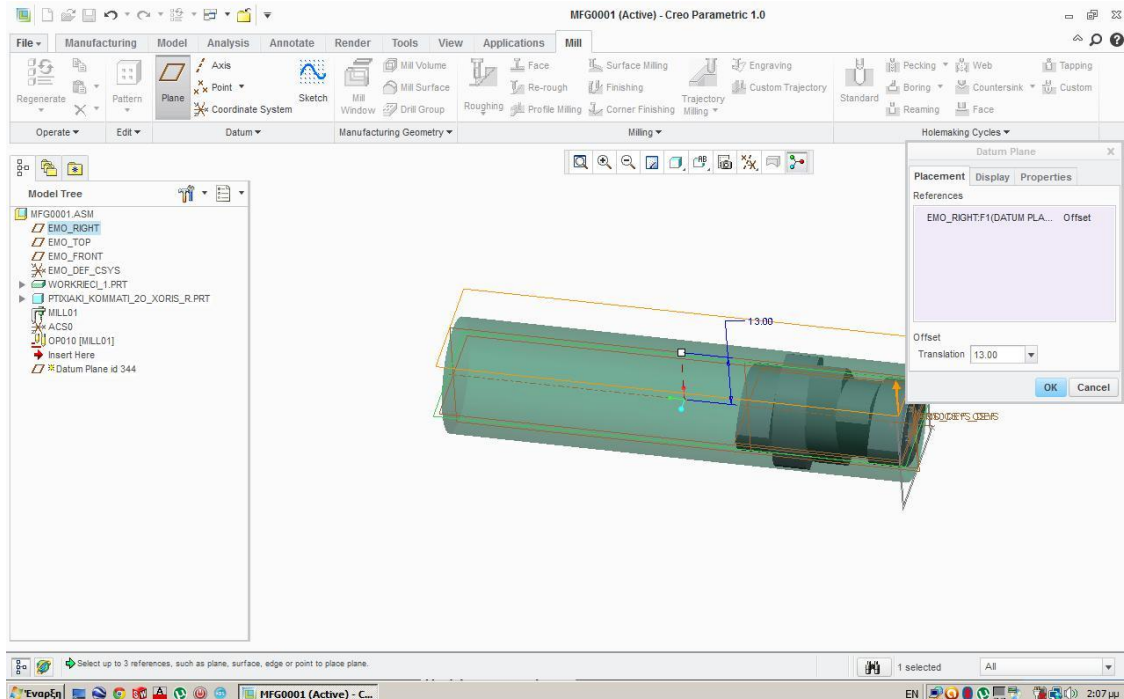 MFG0001 (Active) - Creo Parametric 1.0
File Manufacturing Model Analysis Annotate Render Tools View Applications Mill
Axis Mill Volume Face Surface Milling Engraving Pecking Web Tapping
Point Mill Surface Re-rough Finishing Custom Trajectory Boring Countersink Custom
Regenerate Pattern Plane Coordinate System Sketch Mill Window Drill Group Roughing Profile Milling Corner Finishing Trajectory Milling Standard Reaming Face
Operate Edit Datum Manufacturing Geometry Milling Holemaking Cycles
Datum Plane
Placement Display Properties
References
EMO_RIGHT:F1(DATUM PLA... Offset
Offset
Translation 13.00
OK Cancel
Model Tree
MFG0001.ASM
EMO_RIGHT
EMO_TOP
EMO_FRONT
EMO_DEF_CSYS
WORKRIECI_1.PRT
PTIXIAKI_KOMMATI_2O_XORIS_R.PRT
MILL01
ACS0
OP010 [MILL01]
Insert Here
Datum Plane id 344
13.00
Select up to 3 references, such as plane, surface, edge or point to place plane.
1 selected All
Έναρξη MFG0001 (Active) - C... EN 2:07 μμ